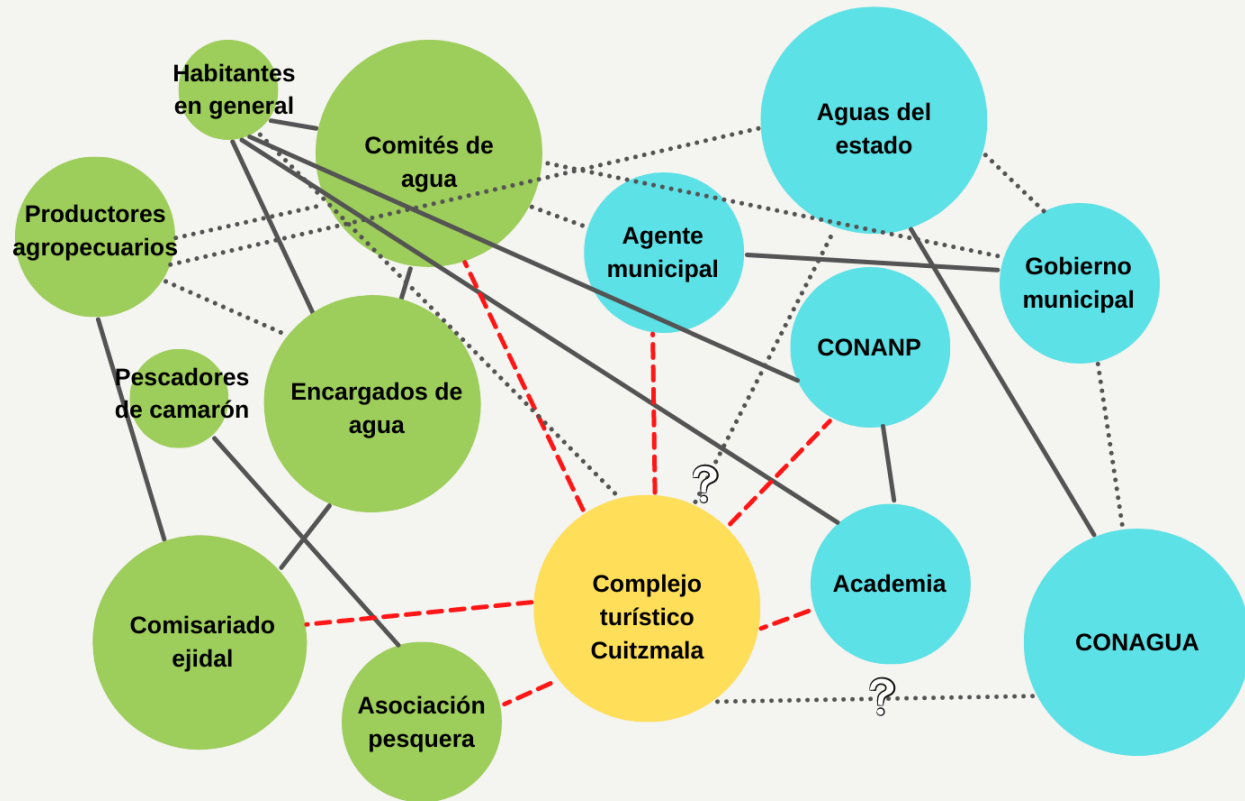 Habitantes
en general
Comités de
agua
Aguas del
estado
Productores
agropecuarios
Agente
municipal
Gobierno
municipal
CONANP
Pescadores
de camarón
Encargados de
agua
?
Complejo
turístico
Cuitzmala
Academia
Comisariado
ejidal
CONAGUA
?
Asociación
pesquera